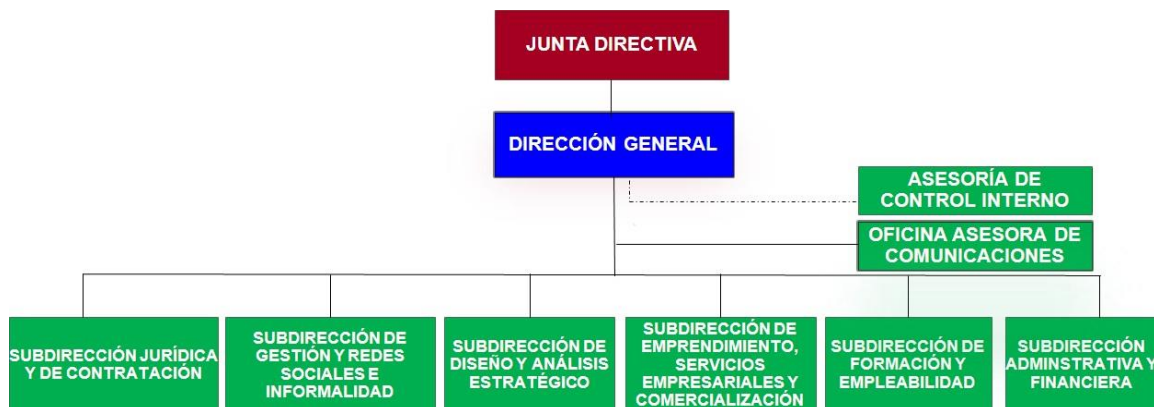 JUNTA DIRECTIVA
DIRECCIÓN GENERAL
ASESORÍA DE
CONTROL INTERNO
OFICINA ASESORA DE
COMUNICACIONES
SUBDIRECCIÓN JURÍDICA
Y DE CONTRATACIÓN
SUBDIRECCIÓN DE
GESTIÓN Y REDES
SOCIALES E
INFORMALIDAD
SUBDIRECCIÓN DE
DISEÑO Y ANÁLISIS
ESTRATÉGICO
SUBDIRECCIÓN DE
EMPRENDIMIENTO,
SERVICIOS
EMPRESARIALES Y
COMERCIALIZACIÓN
SUBDIRECCIÓN DE
FORMACIÓN Y
EMPLEABILIDAD
SUBDIRECCIÓN
ADMINSTRATIVA Y
FINANCIERA